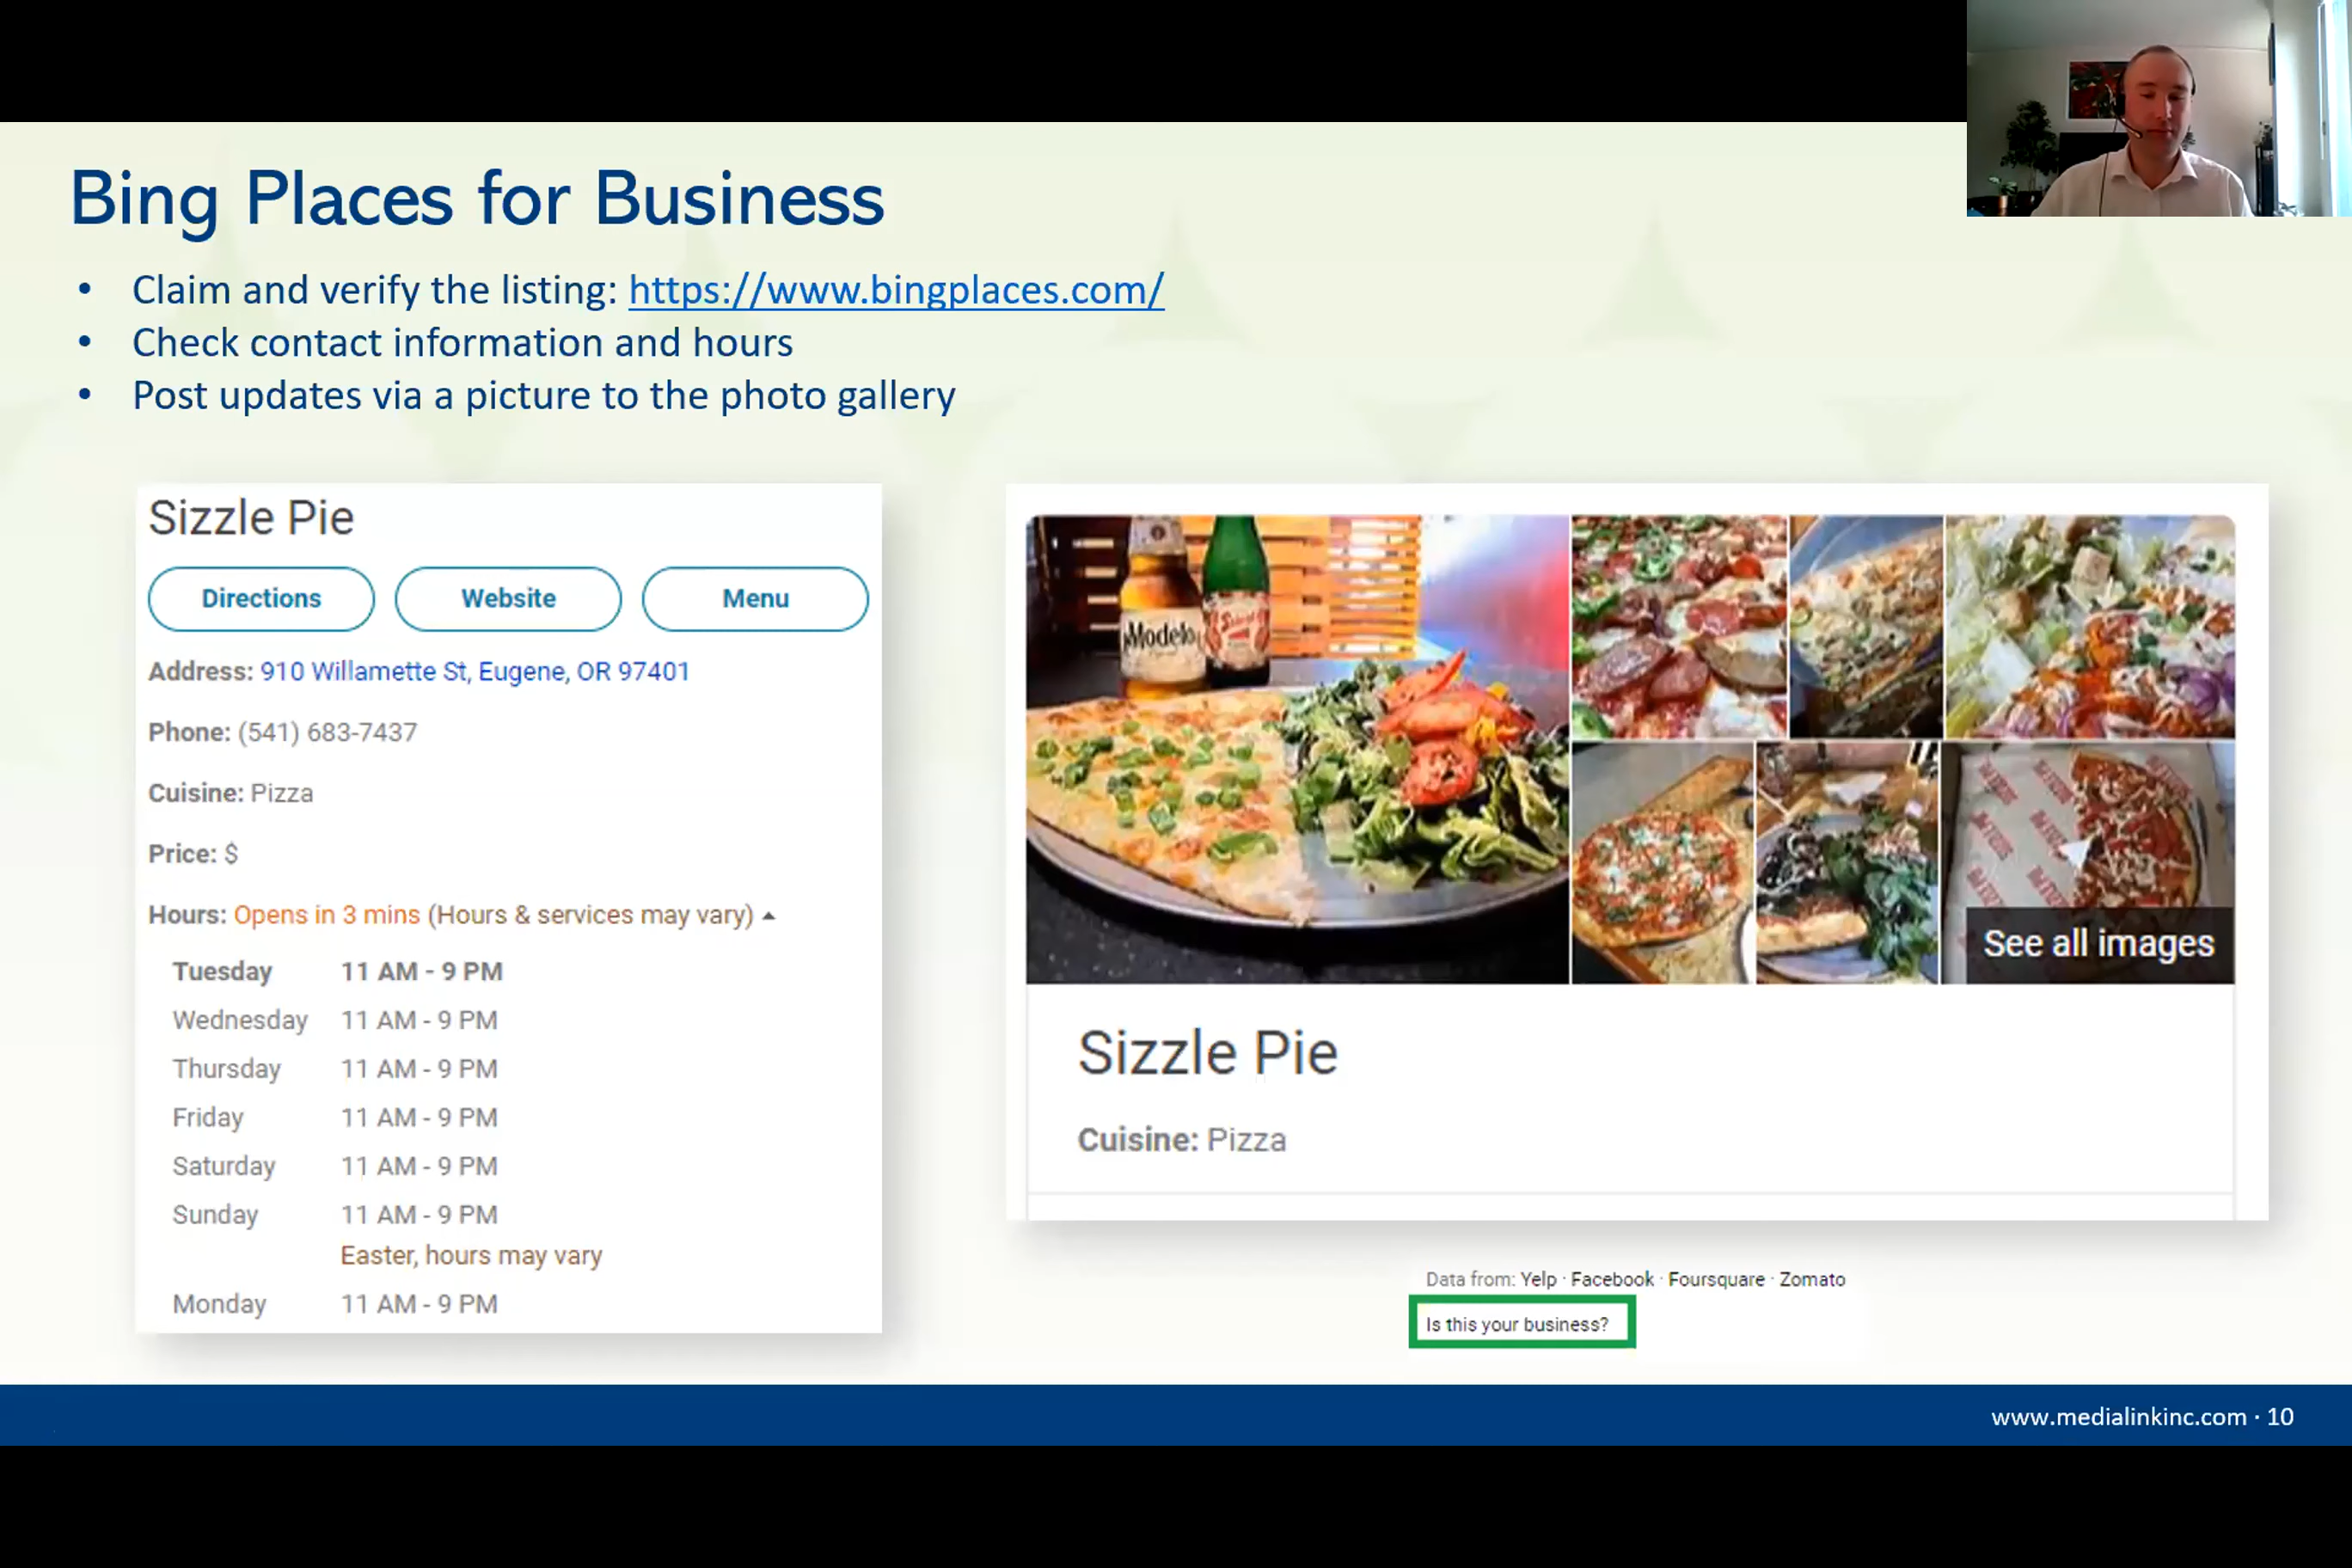 Bing Places for Business
• Claim and verify the listing: https://www.bingplaces.com/
• Check contact information and hours
• Post updates via a picture to the photo gallery
Sizzle Pie
Directions Website Menu
Address: 910 Willamette St, Eugene, OR 97401
Phone: (541) 683-7437
Cuisine: Pizza
Price: $
Hours: Opens in 3 mins (Hours & services may vary)
Tuesday 11 AM - 9 PM
Wednesday 11 AM - 9 PM
Thursday 11 AM - 9 PM
Friday 11 AM - 9 PM
Saturday 11 AM - 9 PM
Sunday 11 AM - 9 PM
Easter, hours may vary
Monday 11 AM - 9 PM
Modelo
See all images
Sizzle Pie
Cuisine: Pizza
Data from: Yelp · Facebook · Foursquare · Zomato
Is this your business?
www.medialinkinc.com · 10